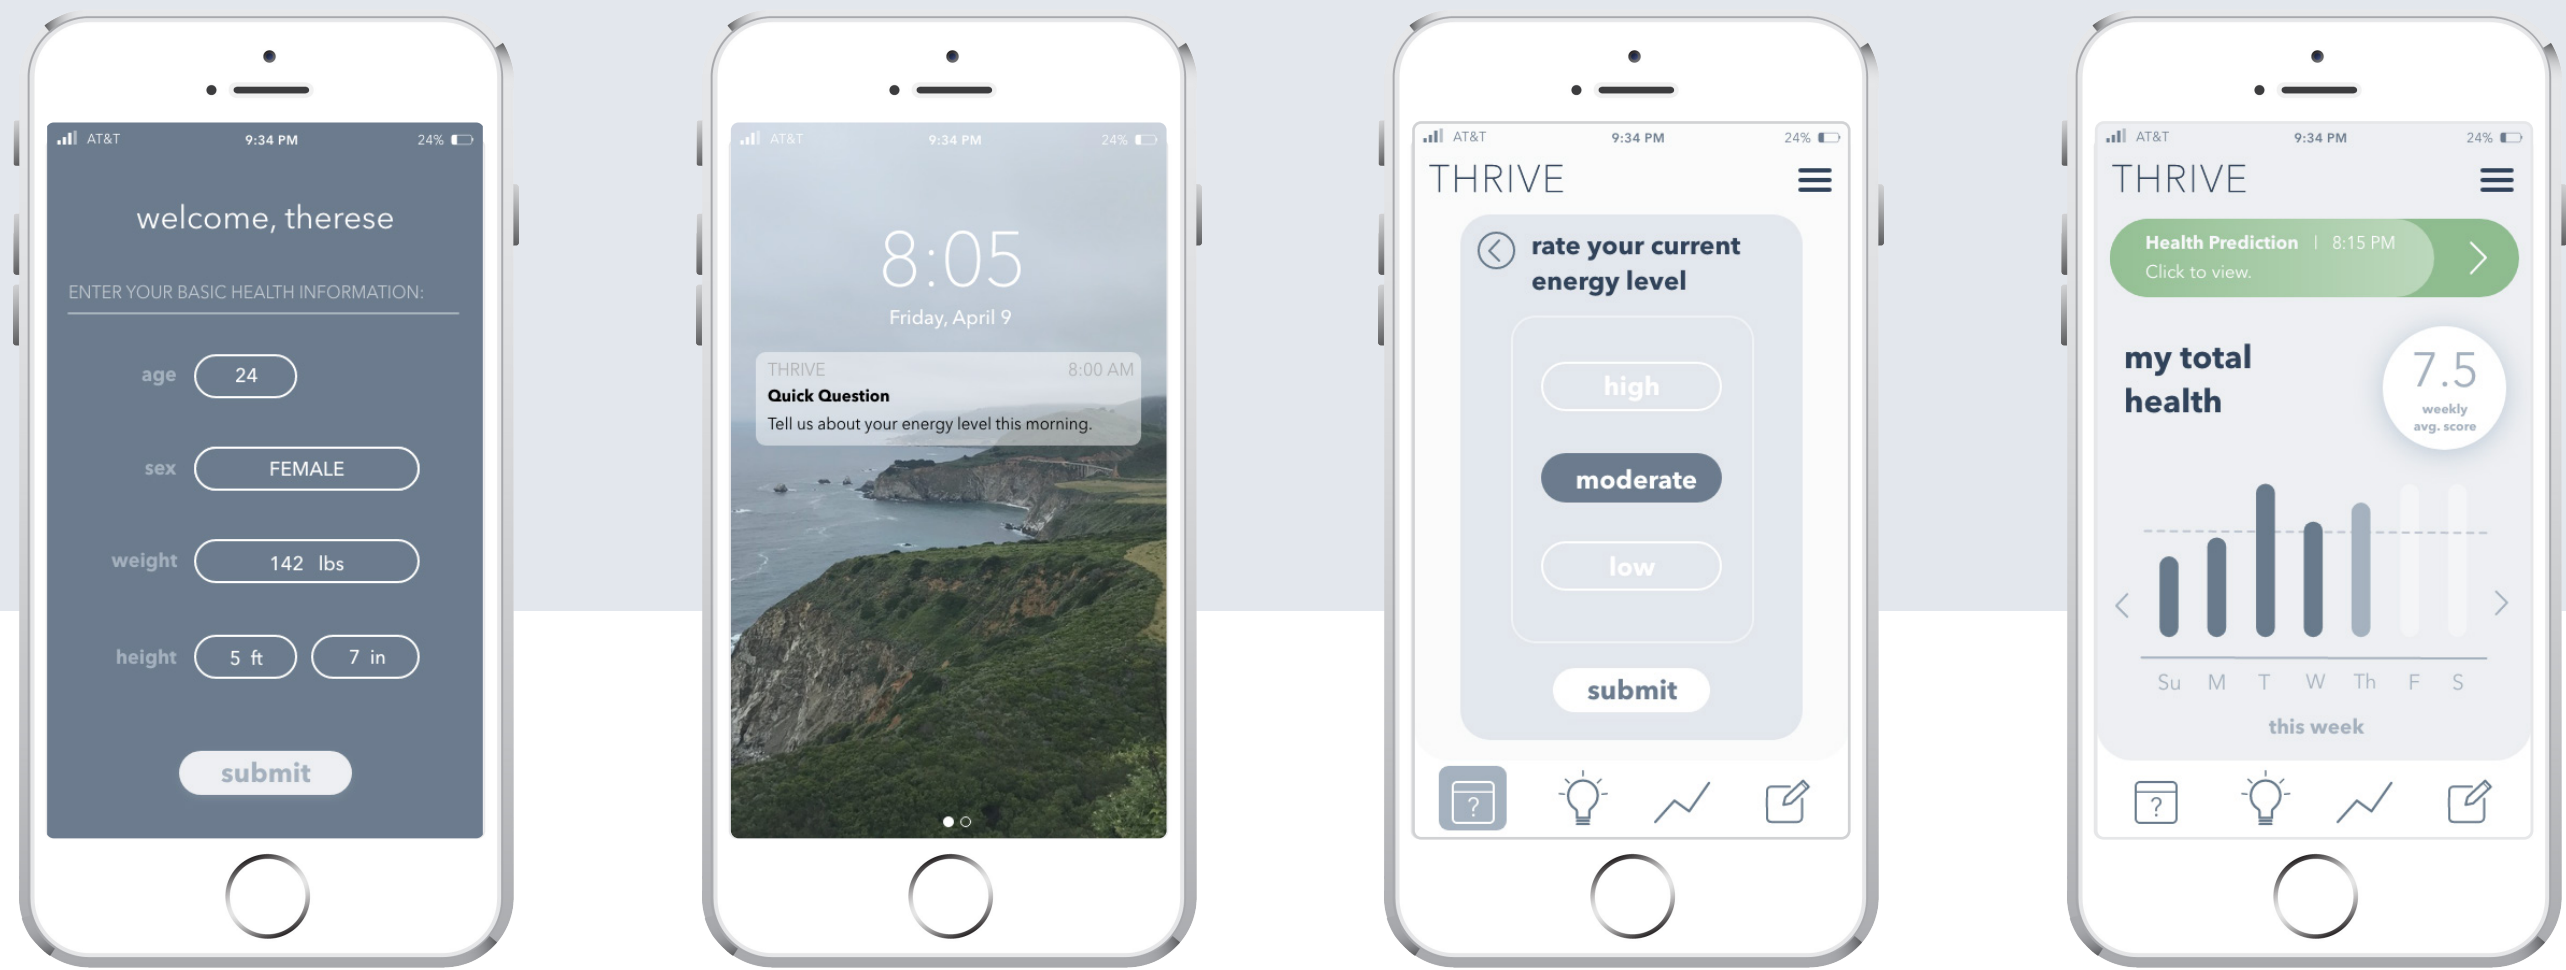 AT&T 9:34 PM 24%
welcome, therese
ENTER YOUR BASIC HEALTH INFORMATION:
age 24
sex FEMALE
weight 142 lbs
height 5 ft 7 in
submit
AT&T 9:34 PM 24%
8:05
Friday, April 9
THRIVE 8:00 AM
Quick Question
Tell us about your energy level this morning.
AT&T 9:34 PM 24%
THRIVE
rate your current
energy level
high
moderate
low
submit
?
AT&T 9:34 PM 24%
THRIVE
Health Prediction | 8:15 PM
Click to view.
my total
health
7.5
weekly
avg. score
Su M T W Th F S
this week
?